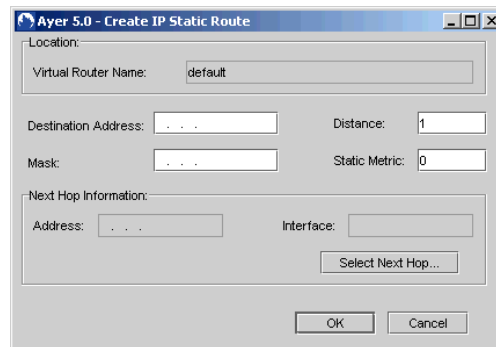 Ayer 5.0 - Create IP Static Route
Location:
Virtual Router Name: default
Destination Address: . . . Distance: 1
Mask: . . . Static Metric: 0
Next Hop Information:
Address: . . . Interface:
Select Next Hop...
OK Cancel